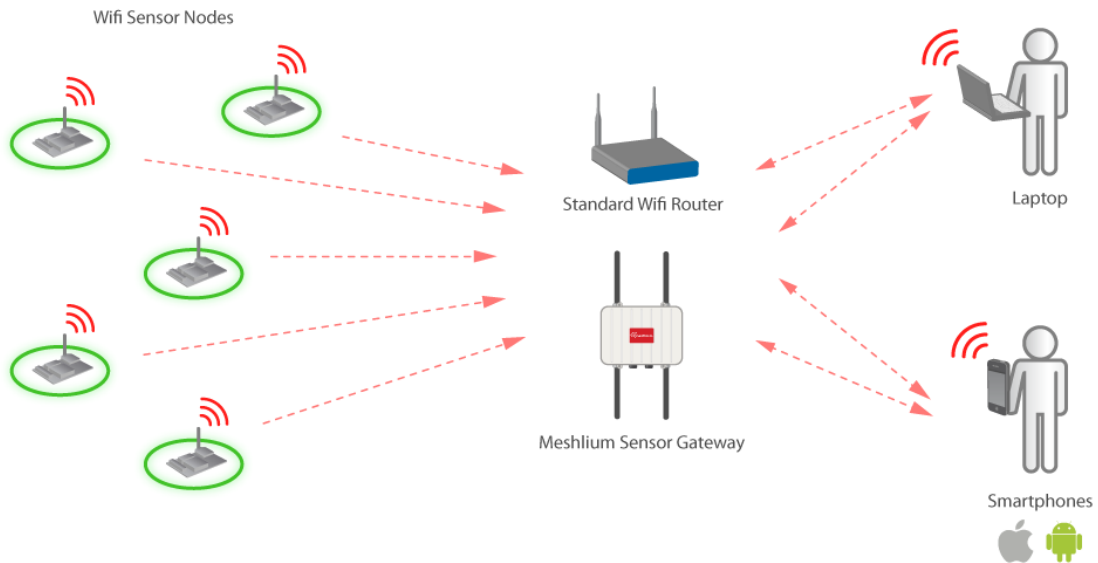 Wifi Sensor Nodes
Standard Wifi Router
Laptop
Meshlium Sensor Gateway
Smartphones